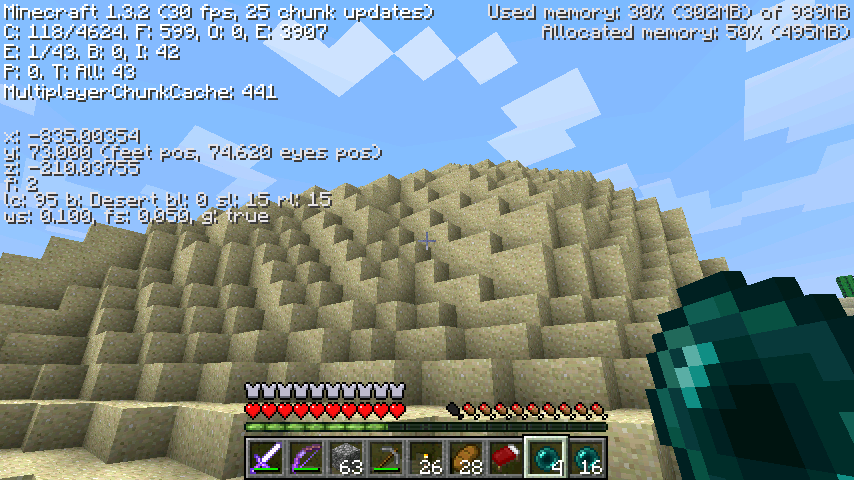 Minecraft 1.3.2 (30 fps, 25 chunk updates)
Used memory: 30% (302MB) of 989MB
C: 118/4624, F: 599, O: 0, E: 3907
Allocated memory: 50% (495MB)
E: 1/43, B: 0, I: 42
P: 0, T: All: 43
MultiplayerChunkCache: 441
x: -835.00354
y: 73.000 (feet pos, 74.620 eyes pos)
z: -210.03755
f: 2
lc: 95 b: Desert bl: 0 sl: 15 rl: 15
ws: 0.100, fs: 0.050, g: true
63 26 28 4 16